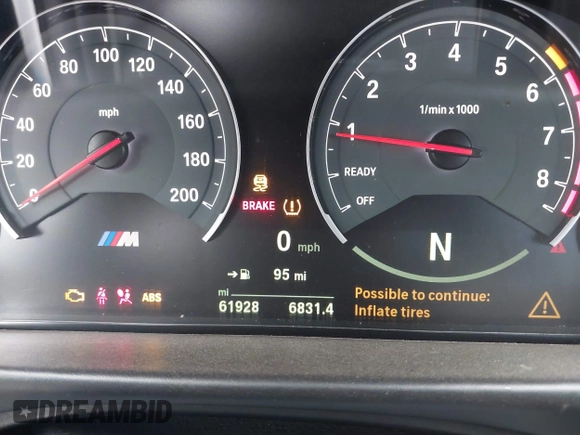 0
20
40
60
80
100
120
140
160
180
200
mph
M
OFF
READY
1
2
3
4
5
6
7
8
1/min x 1000
BRAKE
0 mph
N
95 mi
mi
61928 6831.4
ABS
Possible to continue:
Inflate tires
DREAMBID